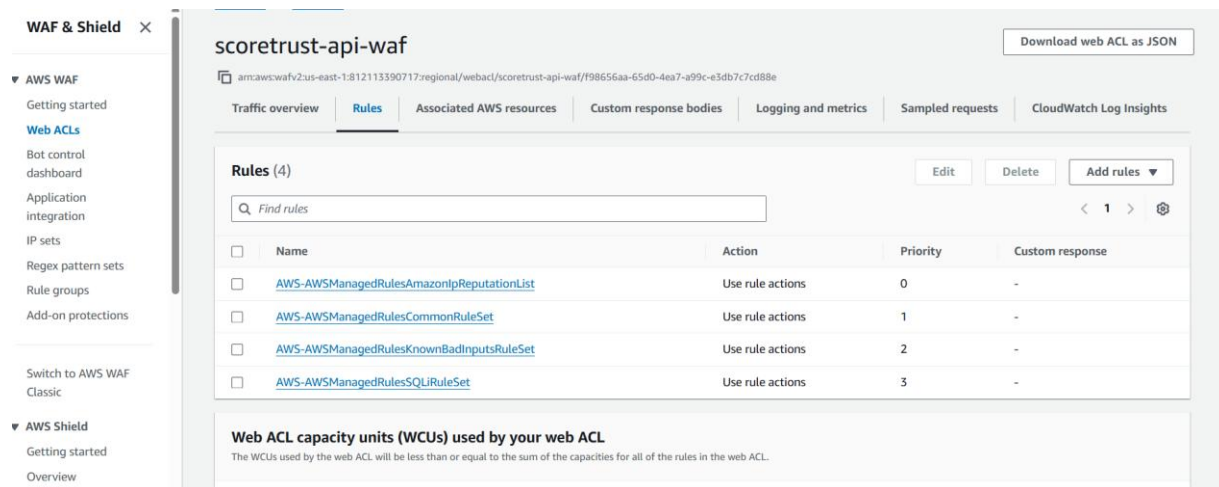 WAF & Shield
AWS WAF
Getting started
Web ACLs
Bot control
dashboard
Application
integration
IP sets
Regex pattern sets
Rule groups
Add-on protections
Switch to AWS WAF
Classic
AWS Shield
Getting started
Overview
scoretrust-api-waf
Download web ACL as JSON
arn:aws:wafv2:us-east-1:812113390717:regional/webacl/scoretrust-api-waf/f98656aa-65d0-4ea7-a99c-e3db7c7cd88e
Traffic overview Rules Associated AWS resources Custom response bodies Logging and metrics Sampled requests CloudWatch Log Insights
Rules (4) Edit Delete Add rules
Find rules 1
Name Action Priority Custom response
AWS-AWSManagedRulesAmazonIpReputationList Use rule actions 0 -
AWS-AWSManagedRulesCommonRuleSet Use rule actions 1 -
AWS-AWSManagedRulesKnownBadInputsRuleSet Use rule actions 2 -
AWS-AWSManagedRulesSQLiRuleSet Use rule actions 3 -
Web ACL capacity units (WCUs) used by your web ACL
The WCUs used by the web ACL will be less than or equal to the sum of the capacities for all of the rules in the web ACL.